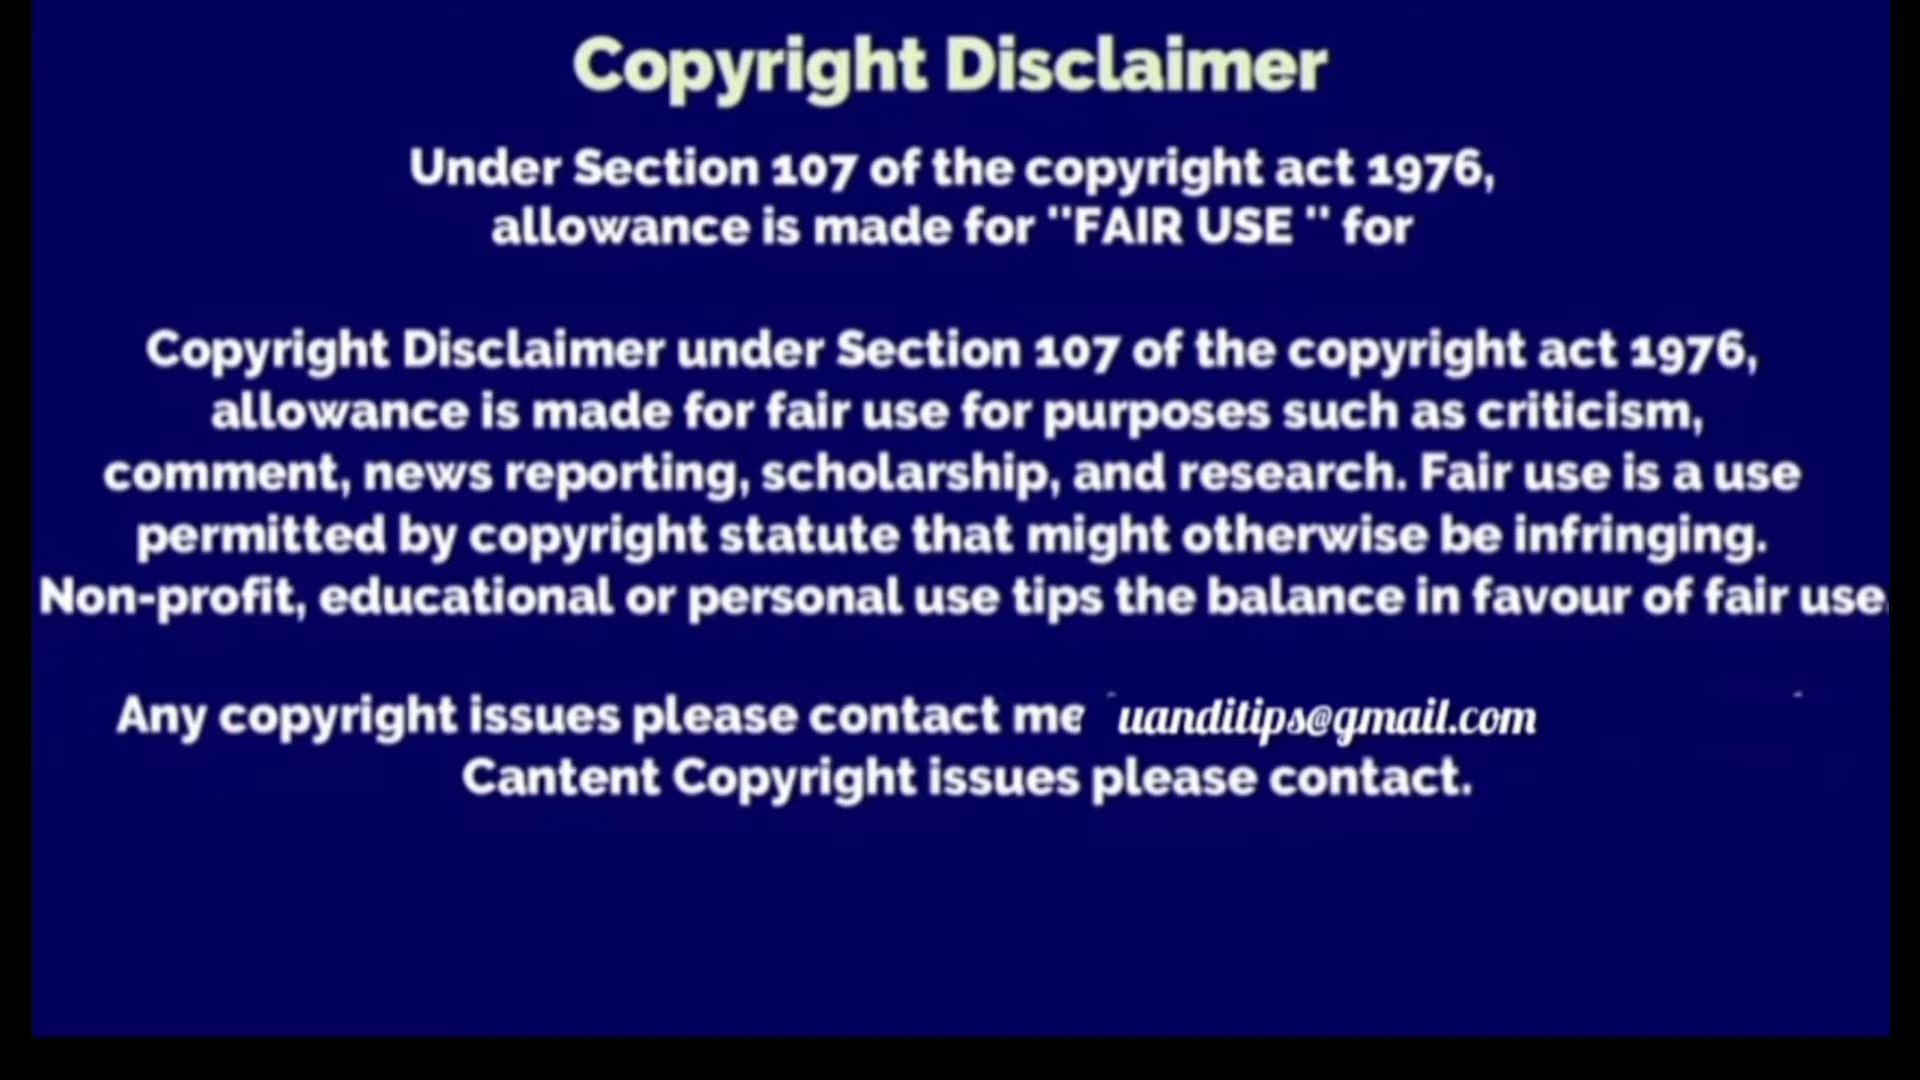 Copyright Disclaimer
Under Section 107 of the copyright act 1976,
allowance is made for "FAIR USE " for
Copyright Disclaimer under Section 107 of the copyright act 1976,
allowance is made for fair use for purposes such as criticism,
comment, news reporting, scholarship, and research. Fair use is a use
permitted by copyright statute that might otherwise be infringing.
Non-profit, educational or personal use tips the balance in favour of fair use.
Any copyright issues please contact me uanditips@gmail.com
Cantent Copyright issues please contact.